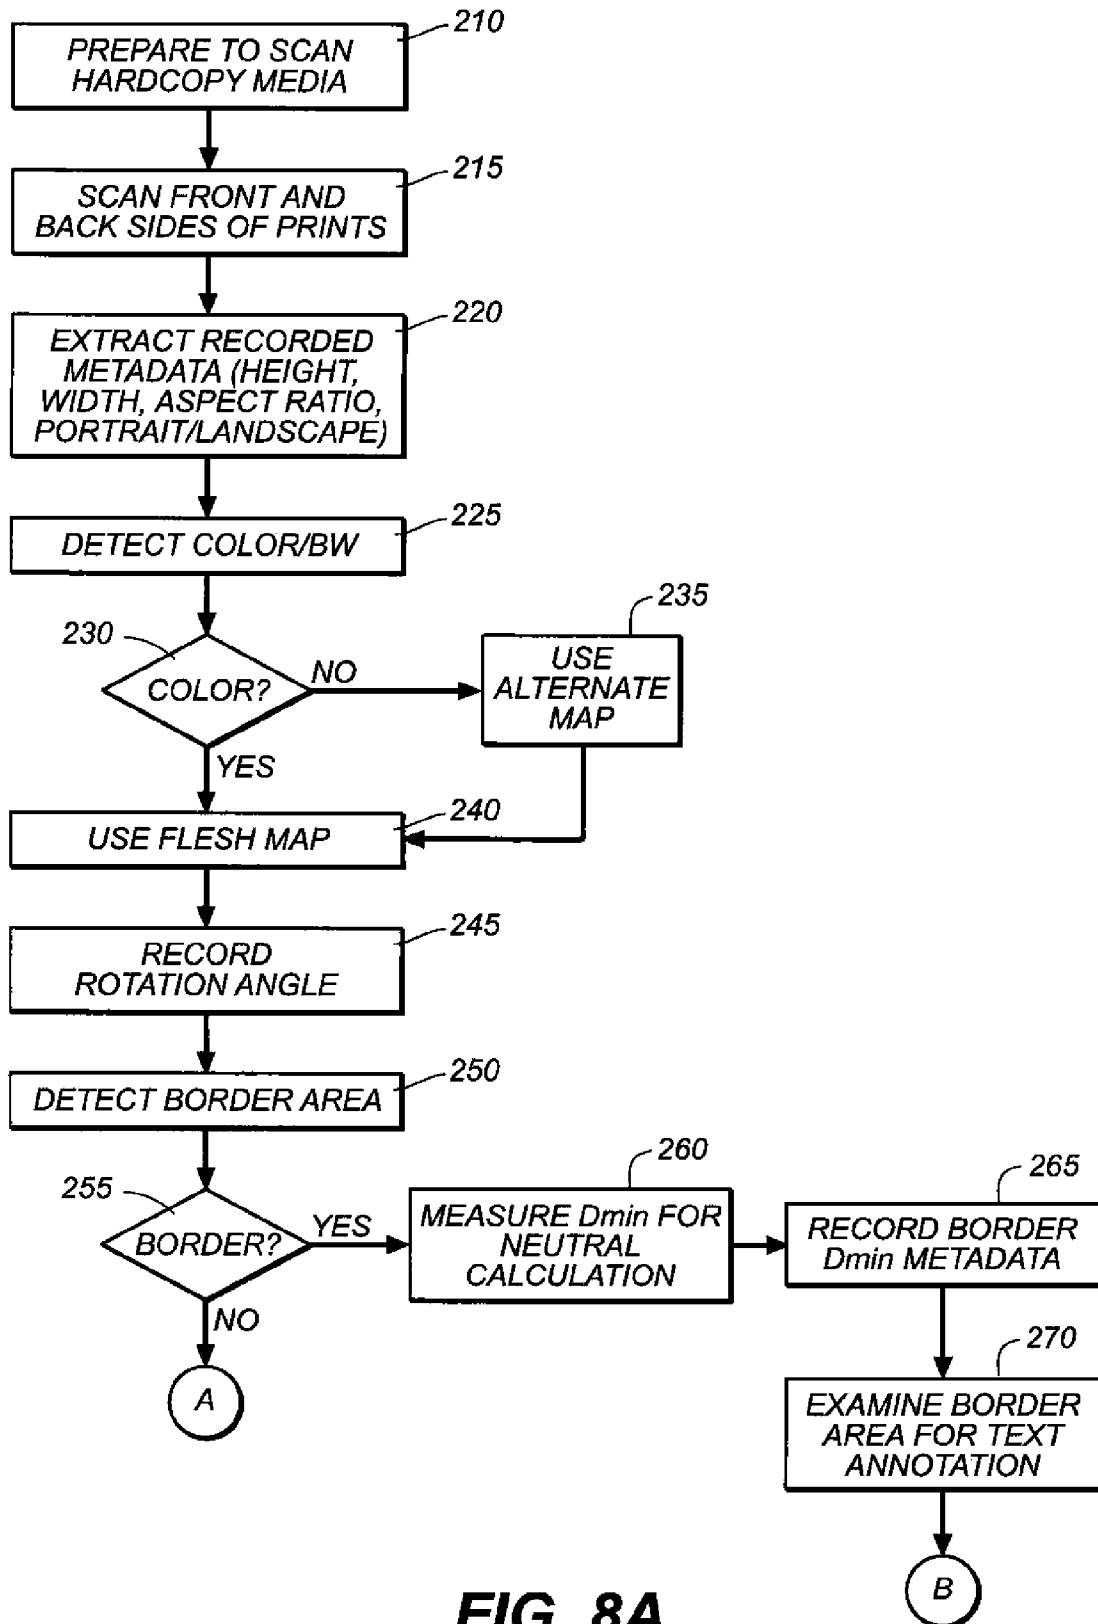 210
PREPARE TO SCAN
HARDCOPY MEDIA
215
SCAN FRONT AND
BACK SIDES OF PRINTS
220
EXTRACT RECORDED
METADATA (HEIGHT,
WIDTH, ASPECT RATIO,
PORTRAIT/LANDSCAPE)
225
DETECT COLOR/BW
230
COLOR?
NO
235
USE
ALTERNATE
MAP
YES
240
USE FLESH MAP
245
RECORD
ROTATION ANGLE
250
DETECT BORDER AREA
255
BORDER?
YES
260
MEASURE Dmin FOR
NEUTRAL
CALCULATION
265
RECORD BORDER
Dmin METADATA
NO
A
270
EXAMINE BORDER
AREA FOR TEXT
ANNOTATION
B
FIG. 8A